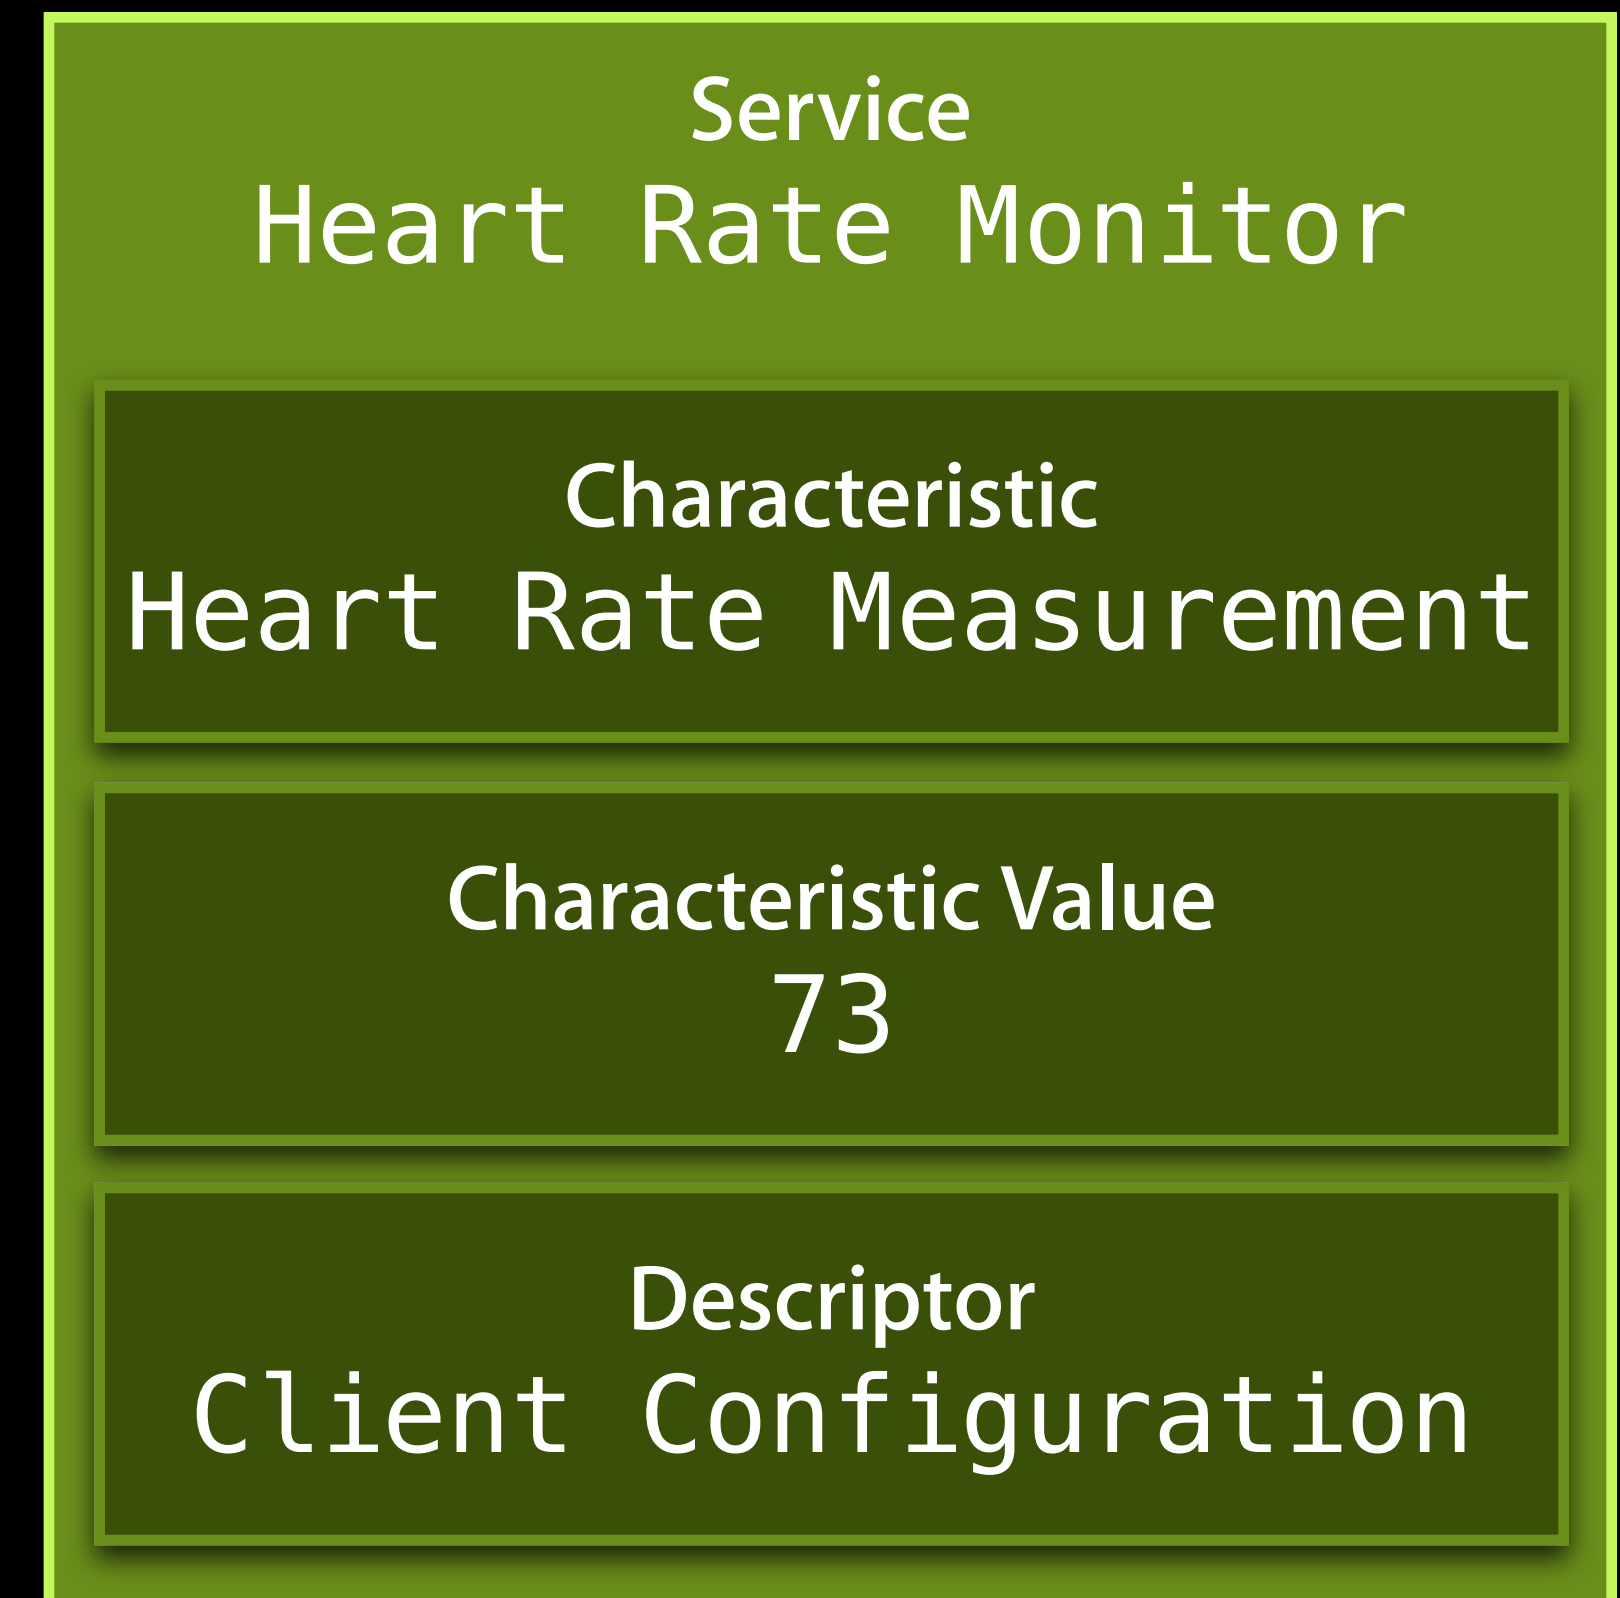 Service
Heart Rate Monitor
Characteristic
Heart Rate Measurement
Characteristic Value
73
Descriptor
Client Configuration